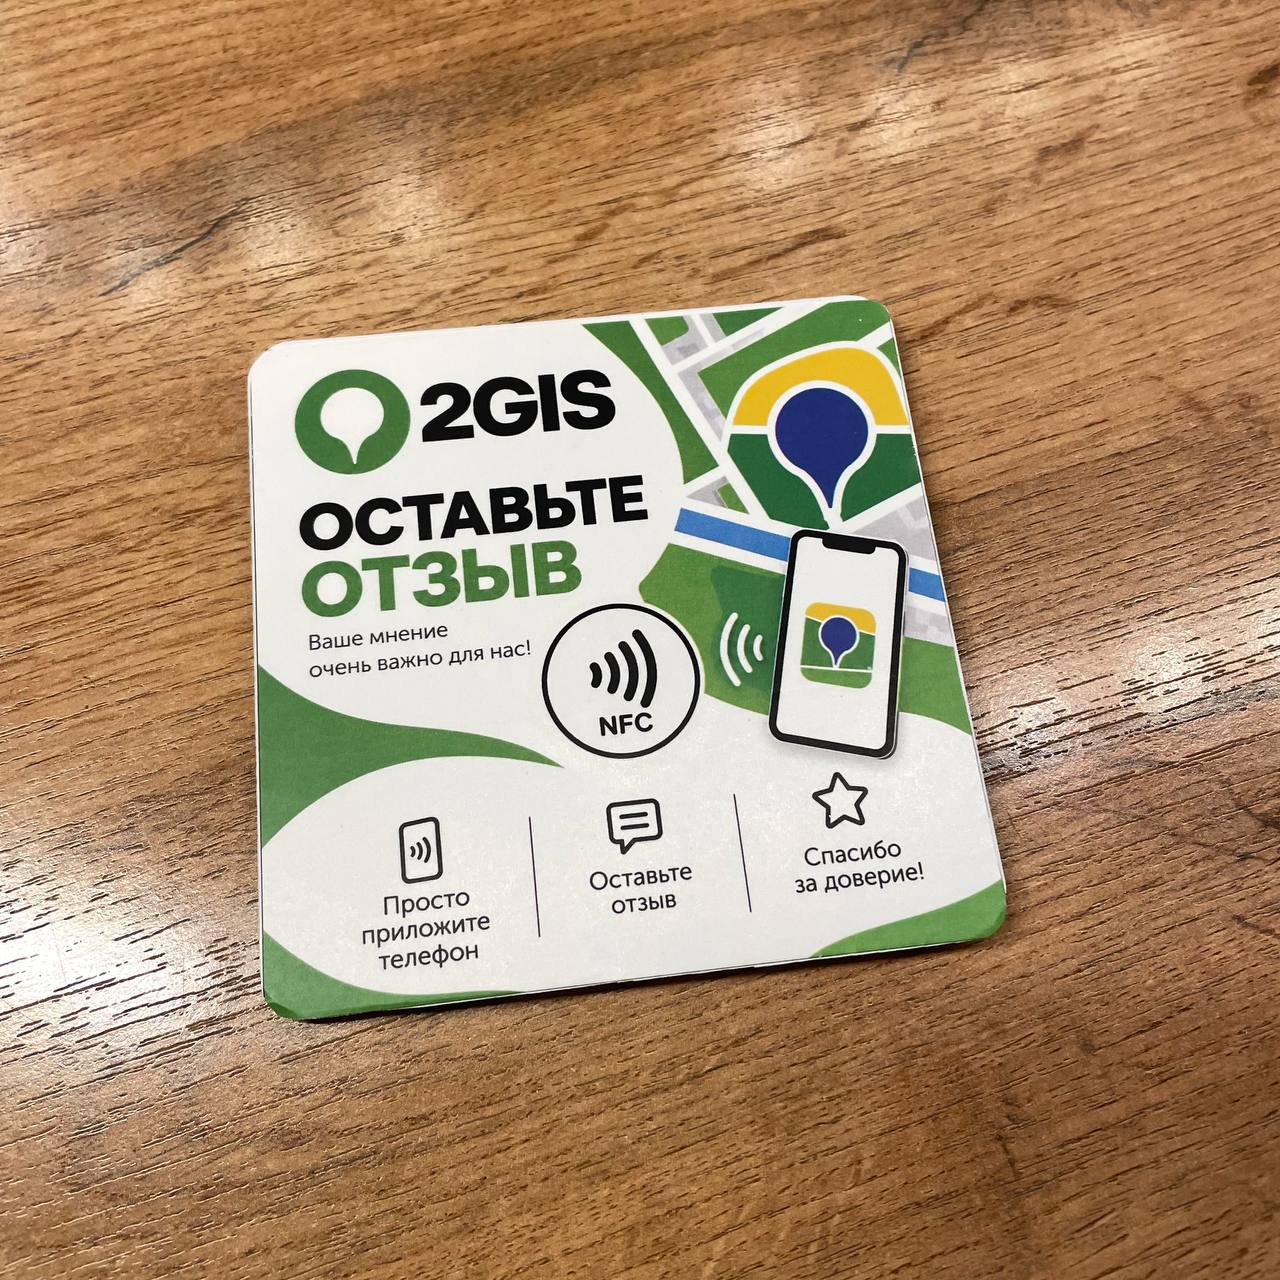 2GIS
ОСТАВЬТЕ
ОТЗЫВ
Ваше мнение
очень важно для нас!
NFC
Просто
приложите
телефон
Оставьте
отзыв
Спасибо
за доверие!